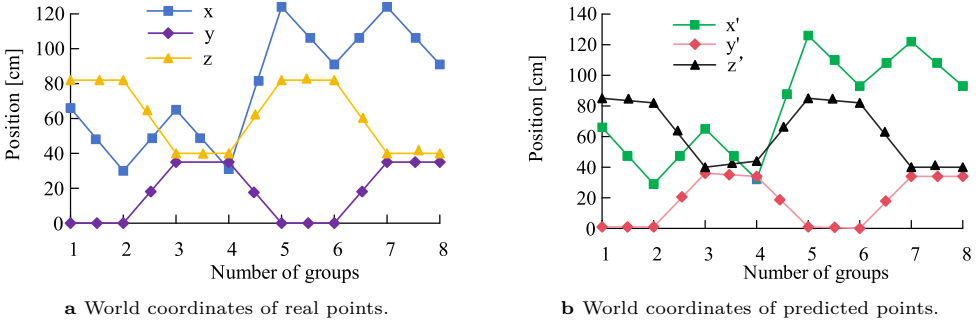 x
y
z
Position [cm]
120
100
80
60
40
20
0
1 2 3 4 5 6 7 8
Number of groups
a World coordinates of real points.
x'
y'
z’
Position [cm]
140
120
100
80
60
40
20
0
1 2 3 4 5 6 7 8
Number of groups
b World coordinates of predicted points.